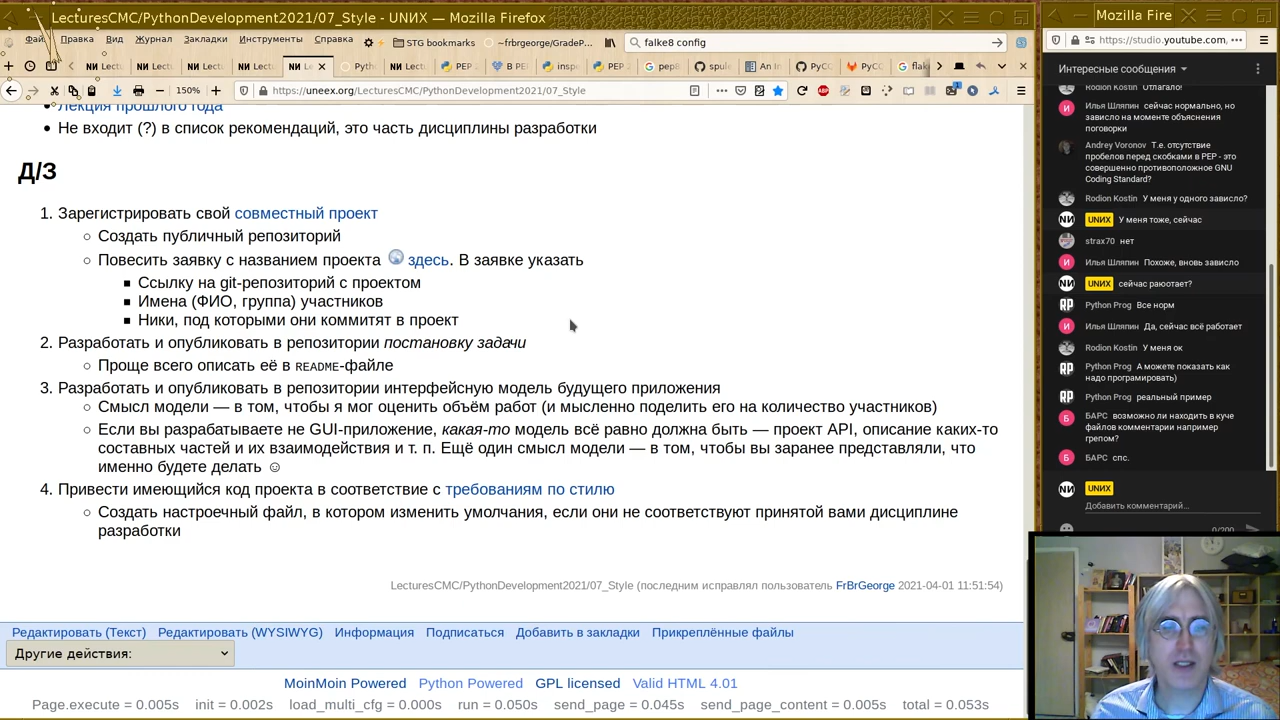 LecturesCMC/PythonDevelopment2021/07_Style - UNИX — Mozilla Firefox
Файл Правка Вид Журнал Закладки Инструменты Справка STG bookmarks ~frbrgeorge/GradeP... falke8 config
150% https://uneex.org/LecturesCMC/PythonDevelopment2021/07_Style
Лекция прошлого года
Не входит (?) в список рекомендаций, это часть дисциплины разработки
Д/З
1. Зарегистрировать свой совместный проект
Создать публичный репозиторий
Повесить заявку с названием проекта здесь. В заявке указать
Ссылку на git-репозиторий с проектом
Имена (ФИО, группа) участников
Ники, под которыми они коммитят в проект
2. Разработать и опубликовать в репозитории постановку задачи
Проще всего описать её в README-файле
3. Разработать и опубликовать в репозитории интерфейсную модель будущего приложения
Смысл модели — в том, чтобы я мог оценить объём работ (и мысленно поделить его на количество участников)
Если вы разрабатываете не GUI-приложение, какая-то модель всё равно должна быть — проект API, описание каких-то
составных частей и их взаимодействия и т. п. Ещё один смысл модели — в том, чтобы вы заранее представляли, что
именно будете делать ☺
4. Привести имеющийся код проекта в соответствие с требованиям по стилю
Создать настроечный файл, в котором изменить умолчания, если они не соответствуют принятой вами дисциплине
разработки
LecturesCMC/PythonDevelopment2021/07_Style (последним исправлял пользователь FrBrGeorge 2021-04-01 11:51:54)
Редактировать (Текст) Редактировать (WYSIWYG) Информация Подписаться Добавить в закладки Прикреплённые файлы
Другие действия:
MoinMoin Powered Python Powered GPL licensed Valid HTML 4.01
Page.execute = 0.005s init = 0.002s load_multi_cfg = 0.000s run = 0.050s send_page = 0.045s send_page_content = 0.005s total = 0.053s
Mozilla Fire
https://studio.youtube.com,
Интересные сообщения
Rodion Kostin Отлагало!
Илья Шляпин сейчас нормально, но
зависло на моменте объяснения
поговорки
Andrey Voronov Т.е. отсутствие
пробелов перед скобками в PEP - это
совершенно противоположное GNU
Coding Standard?
Rodion Kostin У меня у одного зависло?
UNИX У меня тоже, сейчас
strax70 нет
Илья Шляпин Похоже, вновь зависло
UNИX сейчас раюотает?
Python Prog Все норм
Илья Шляпин Да, сейчас всё работает
Rodion Kostin У меня ок
Python Prog А можете показать как
надо програмировать)
Python Prog реальный пример
БАРС возможно ли находить в куче
файлов комментарии например
грепом?
БАРС спс.
UNИX
Добавить комментарий...
0/200